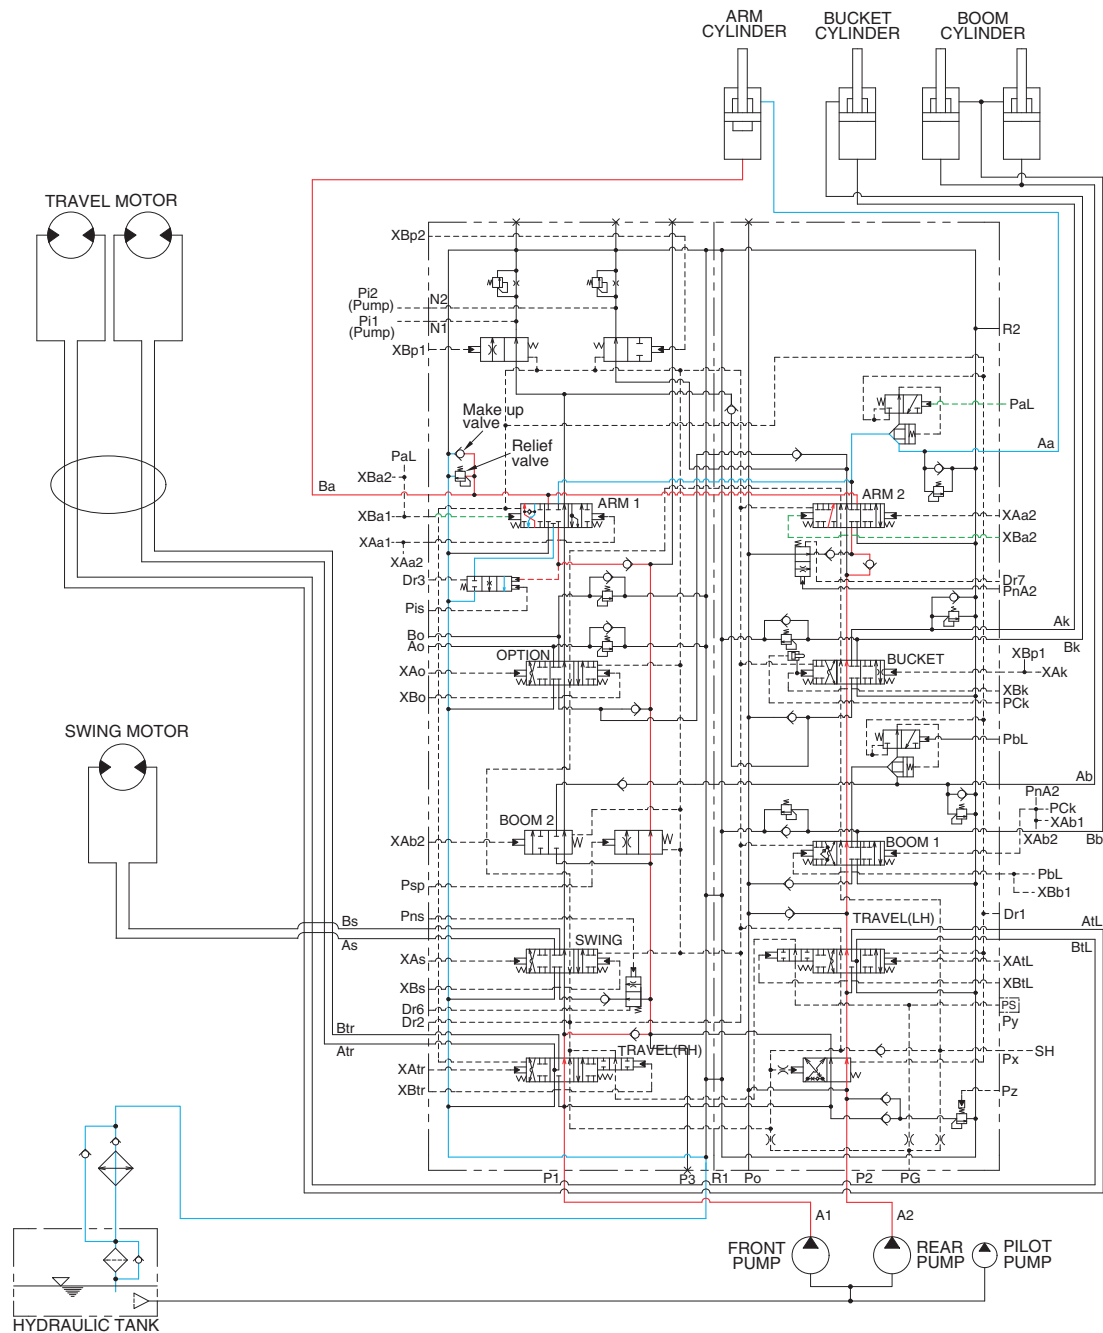 ARM
CYLINDER
BUCKET
CYLINDER
BOOM
CYLINDER
TRAVEL MOTOR
XBp2
Pi2
(Pump)
N2
Pi1
(Pump)
N1
R2
XBp1
Make up
valve
Relief
valve
PaL
Aa
PaL
XBa2
Ba
ARM 1
ARM 2
XBa1
XAa2
XAa1
XBa2
XAa2
Dr3
Dr7
PnA2
Pis
Ak
Bo
Ao
Bk
OPTION
BUCKET
XBp1
XAo
XAk
XBo
XBk
PCk
SWING MOTOR
PbL
Ab
PnA2
PCk
XAb1
BOOM 2
XAb2
XAb2
Bb
BOOM 1
Psp
PbL
XBb1
Pns
Bs
As
TRAVEL(LH)
Dr1
AtL
BtL
SWING
XAs
XAtL
XBs
XBtL
Dr6
Dr2
PS
Py
Btr
Atr
TRAVEL(RH)
SH
Px
XAtr
XBtr
Pz
P1
P3
R1
Po
P2
PG
A1
A2
FRONT
PUMP
REAR
PUMP
PILOT
PUMP
HYDRAULIC TANK